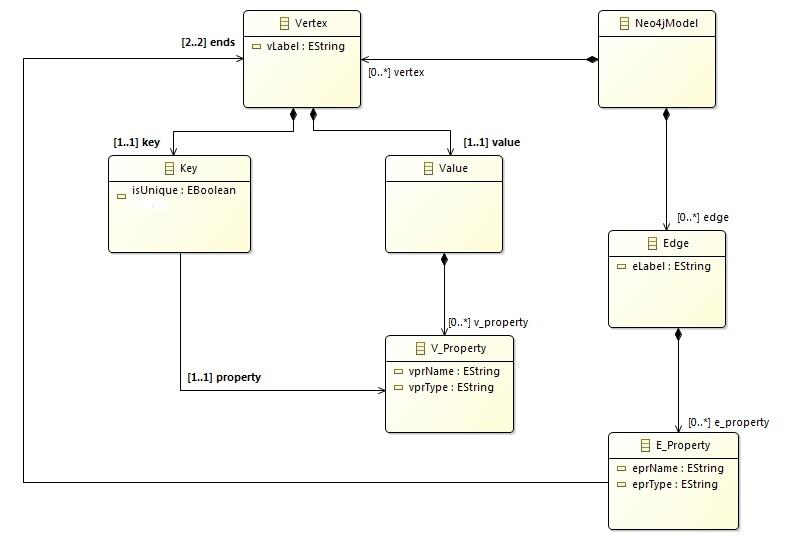 Vertex
vLabel : EString
Neo4jModel
[2..2] ends
[0..*] vertex
[1..1] key
[1..1] value
Key
isUnique : EBoolean
Value
[0..*] edge
Edge
eLabel : EString
[0..*] v_property
V_Property
vprName : EString
vprType : EString
[1..1] property
[0..*] e_property
E_Property
eprName : EString
eprType : EString